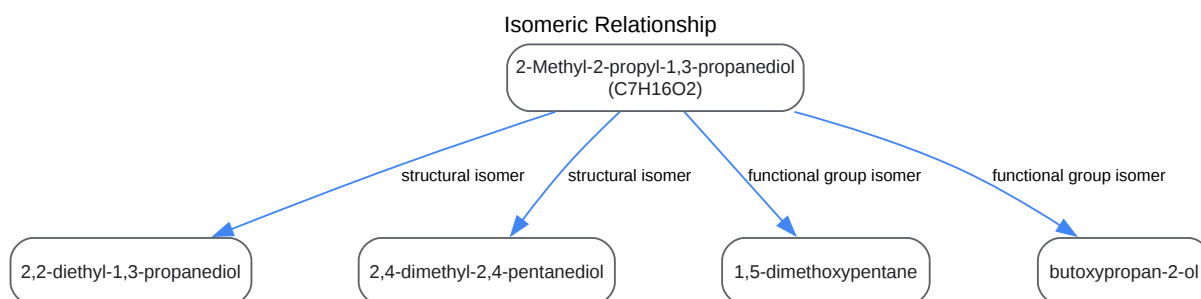 Isomeric Relationship
2-Methyl-2-propyl-1,3-propanediol
(C7H16O2)
structural isomer
structural isomer
functional group isomer
functional group isomer
2,2-diethyl-1,3-propanediol
2,4-dimethyl-2,4-pentanediol
1,5-dimethoxypentane
butoxypropan-2-ol